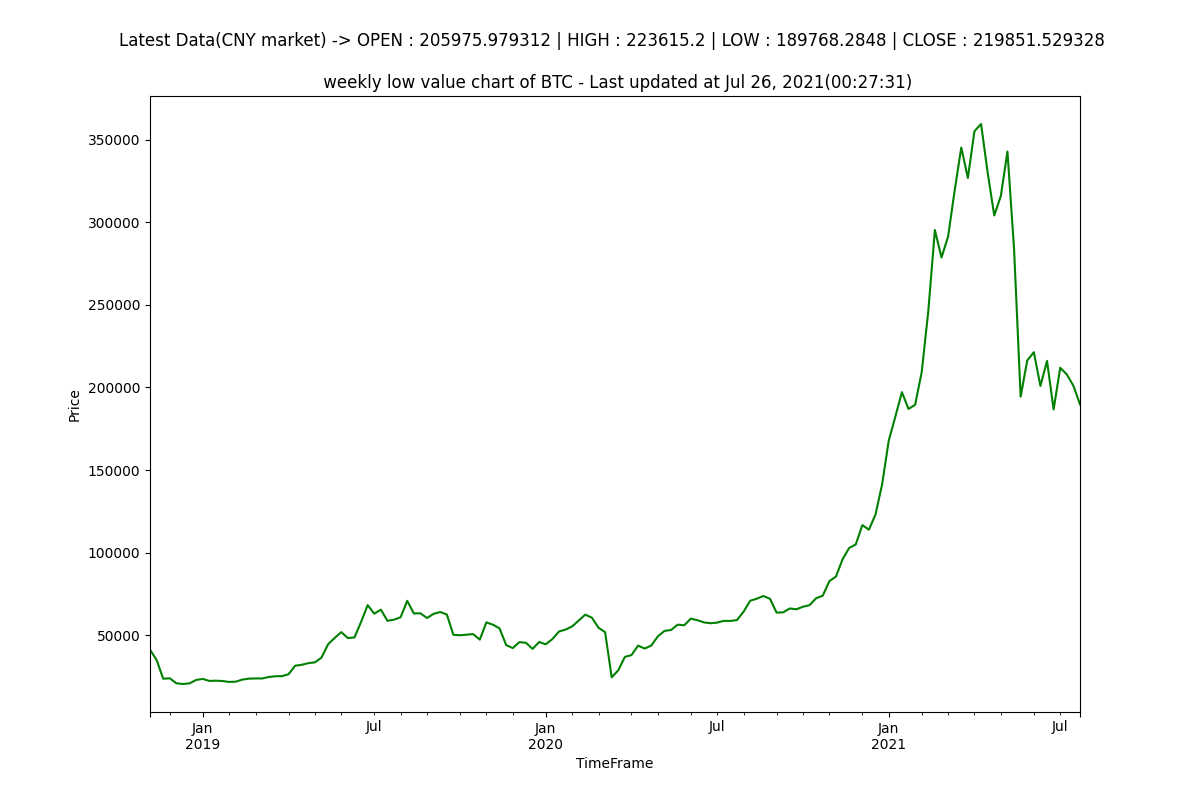 Latest Data(CNY market) -> OPEN : 205975.979312 | HIGH : 223615.2 | LOW : 189768.2848 | CLOSE : 219851.529328
weekly low value chart of BTC - Last updated at Jul 26, 2021(00:27:31)
350000
300000
250000
200000
150000
100000
50000
Price
Jan
2019
Jul
Jan
2020
Jul
Jan
2021
Jul
TimeFrame